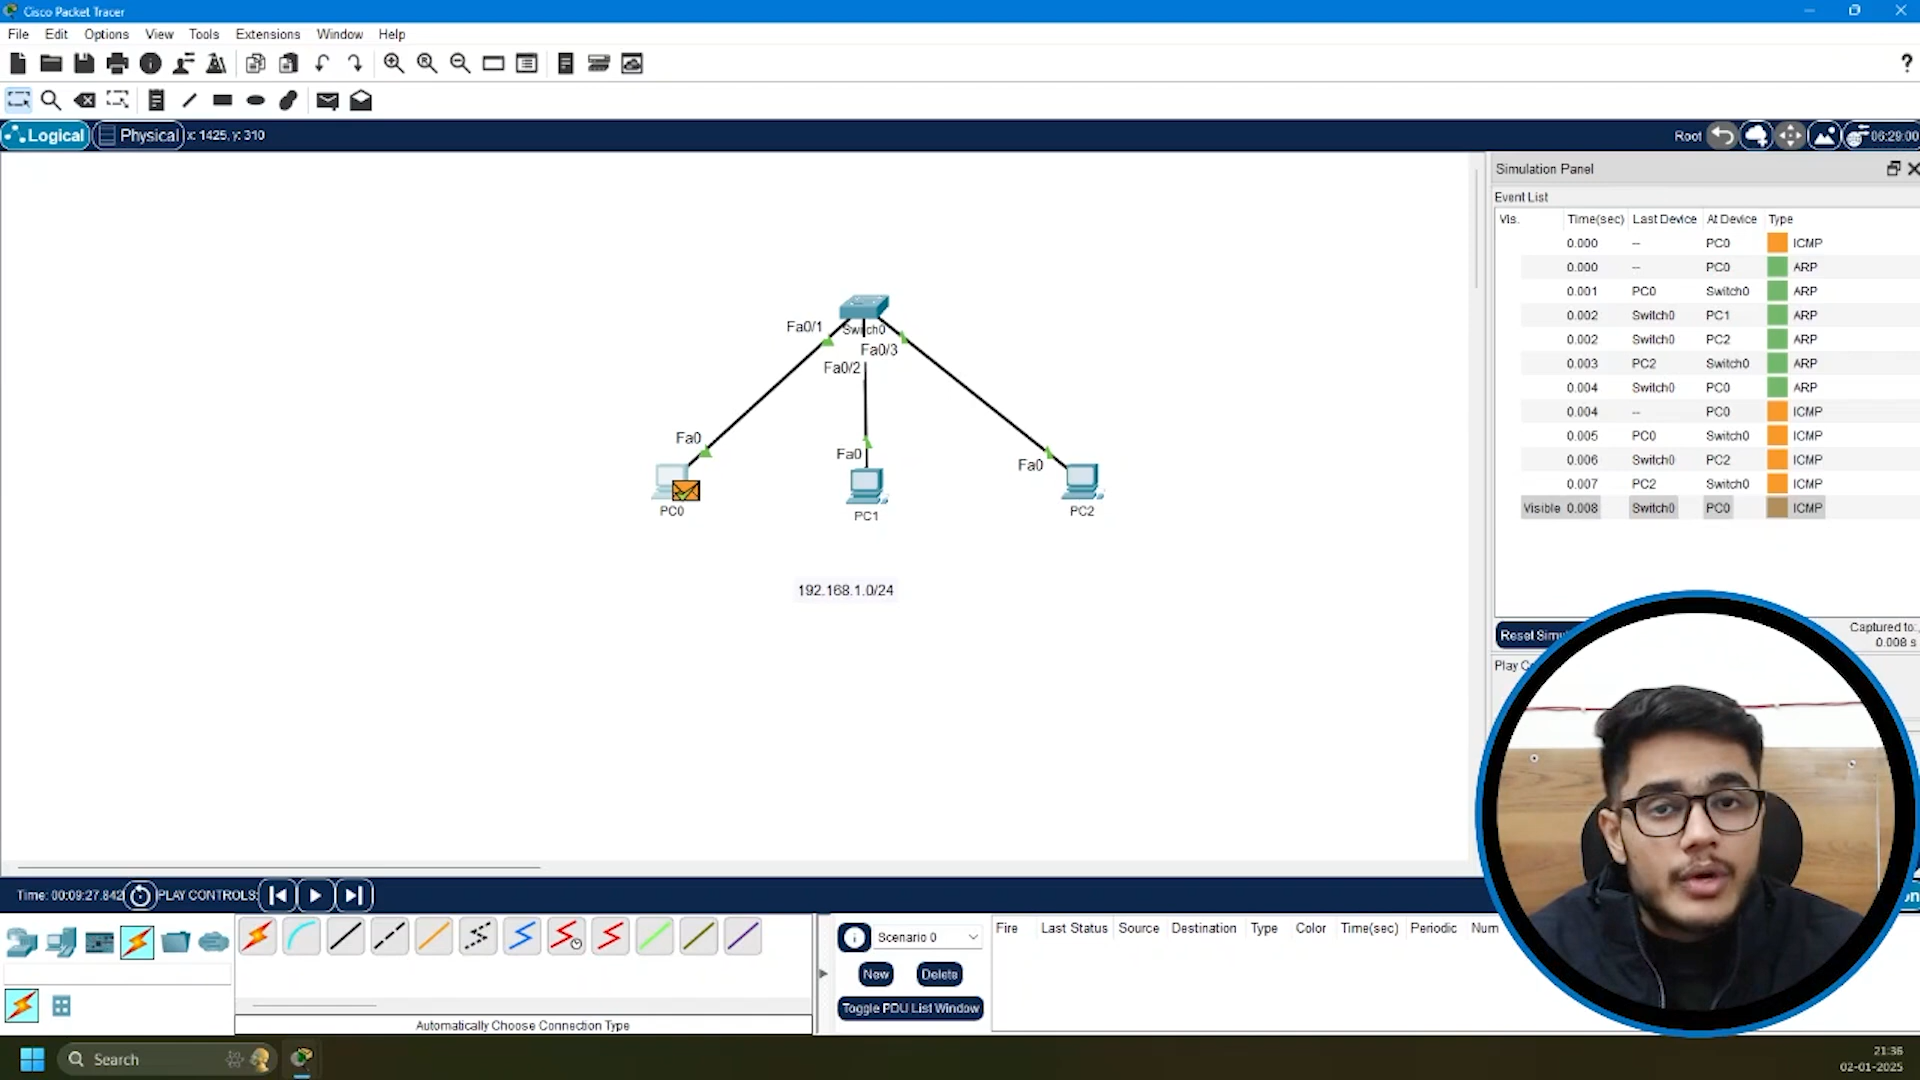 Cisco Packet Tracer
File Edit Options View Tools Extensions Window Help
?
Logical Physical x: 1425, y: 310 Root 06:29:00
Simulation Panel
Event List
Vis. Time(sec) Last Device At Device Type
0.000 -- PC0 ICMP
0.000 -- PC0 ARP
0.001 PC0 Switch0 ARP
0.002 Switch0 PC1 ARP
0.002 Switch0 PC2 ARP
0.003 PC2 Switch0 ARP
0.004 Switch0 PC0 ARP
0.004 -- PC0 ICMP
0.005 PC0 Switch0 ICMP
0.006 Switch0 PC2 ICMP
0.007 PC2 Switch0 ICMP
Visible 0.008 Switch0 PC0 ICMP
Fa0/1 Switch0
Fa0/3
Fa0/2
Fa0
Fa0
Fa0
PC0
PC1
PC2
192.168.1.0/24
Reset Captured to:
0.008 s
Play
Time: 00:09:27.842 PLAY CONTROLS:
Scenario 0
New Delete
Toggle PDU List Window
Fire Last Status Source Destination Type Color Time(sec) Periodic Num
Automatically Choose Connection Type
Search
21:36
02-01-2025